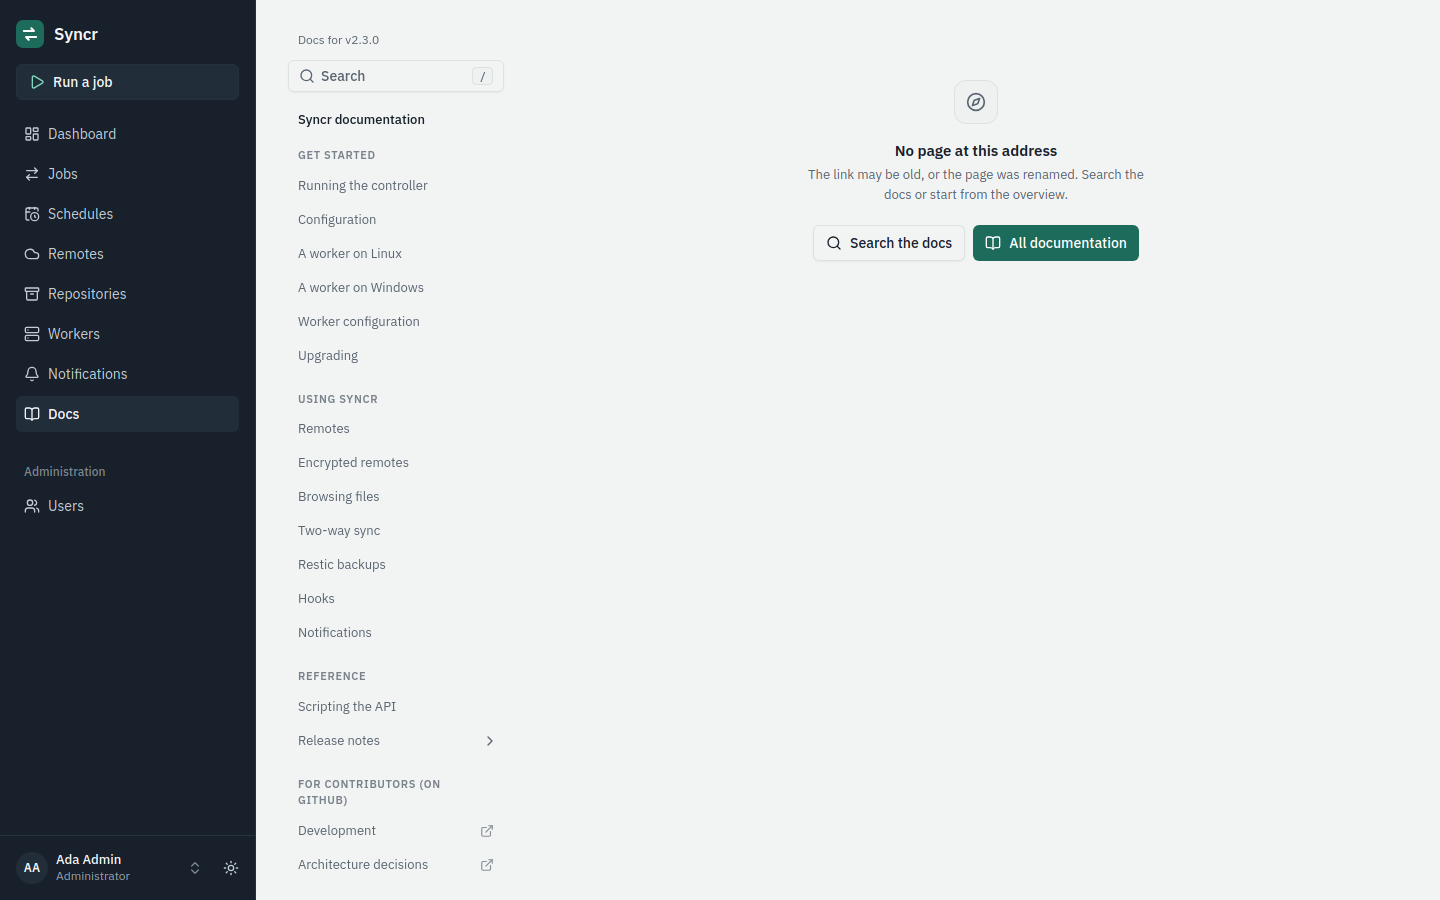 Syncr
Run a job
Dashboard
Jobs
Schedules
Remotes
Repositories
Workers
Notifications
Docs
Administration
Users
AA
Ada Admin
Administrator
Docs for v2.3.0
Search
/
Syncr documentation
GET STARTED
Running the controller
Configuration
A worker on Linux
A worker on Windows
Worker configuration
Upgrading
USING SYNCR
Remotes
Encrypted remotes
Browsing files
Two-way sync
Restic backups
Hooks
Notifications
REFERENCE
Scripting the API
Release notes
FOR CONTRIBUTORS (ON
GITHUB)
Development
Architecture decisions
No page at this address
The link may be old, or the page was renamed. Search the
docs or start from the overview.
Search the docs
All documentation